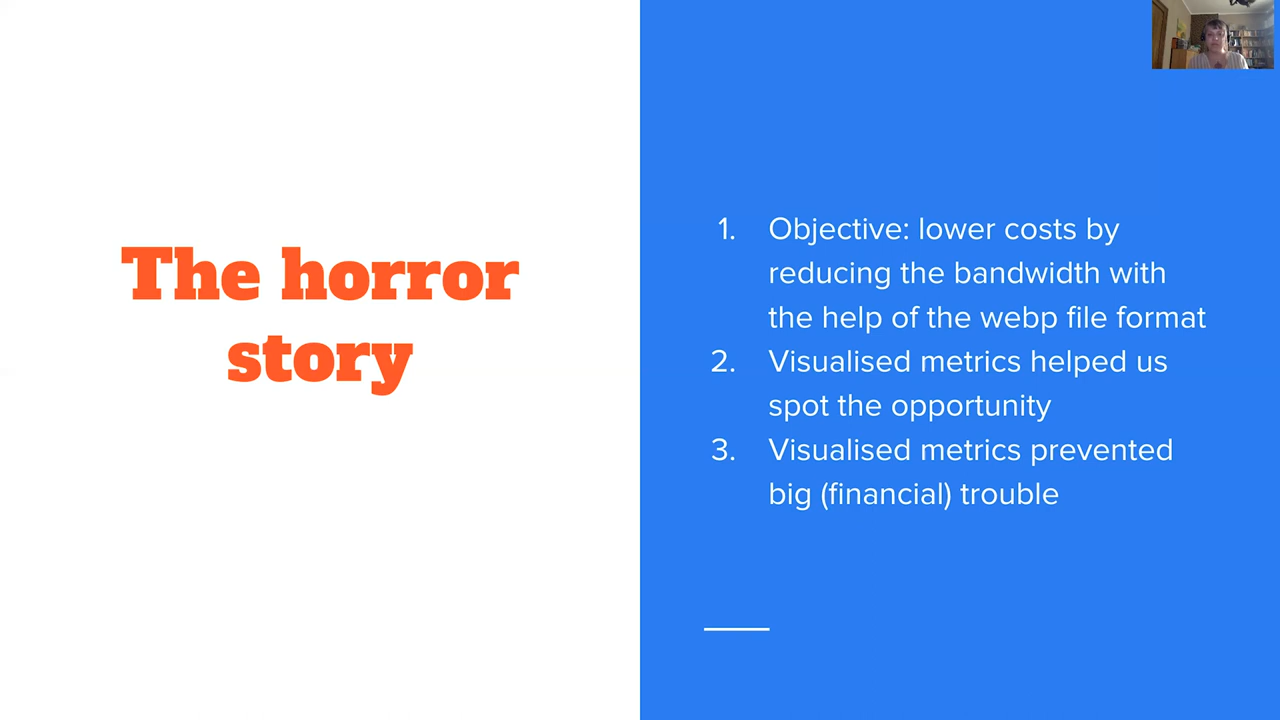 The horror
story
1. Objective: lower costs by
reducing the bandwidth with
the help of the webp file format
2. Visualised metrics helped us
spot the opportunity
3. Visualised metrics prevented
big (financial) trouble